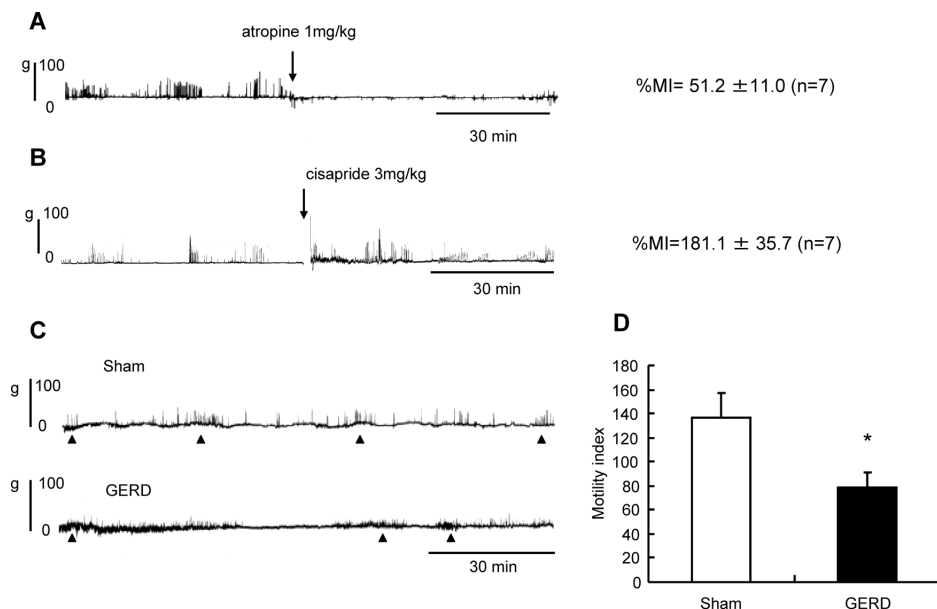 A
atropine 1mg/kg
g
100
0
30 min
%MI= 51.2 ±11.0 (n=7)
B
cisapride 3mg/kg
g
100
0
30 min
%MI=181.1 ± 35.7 (n=7)
C
Sham
g
100
0
GERD
g
100
0
30 min
D
Motility index
180
160
140
120
100
80
60
40
20
0
*
Sham
GERD